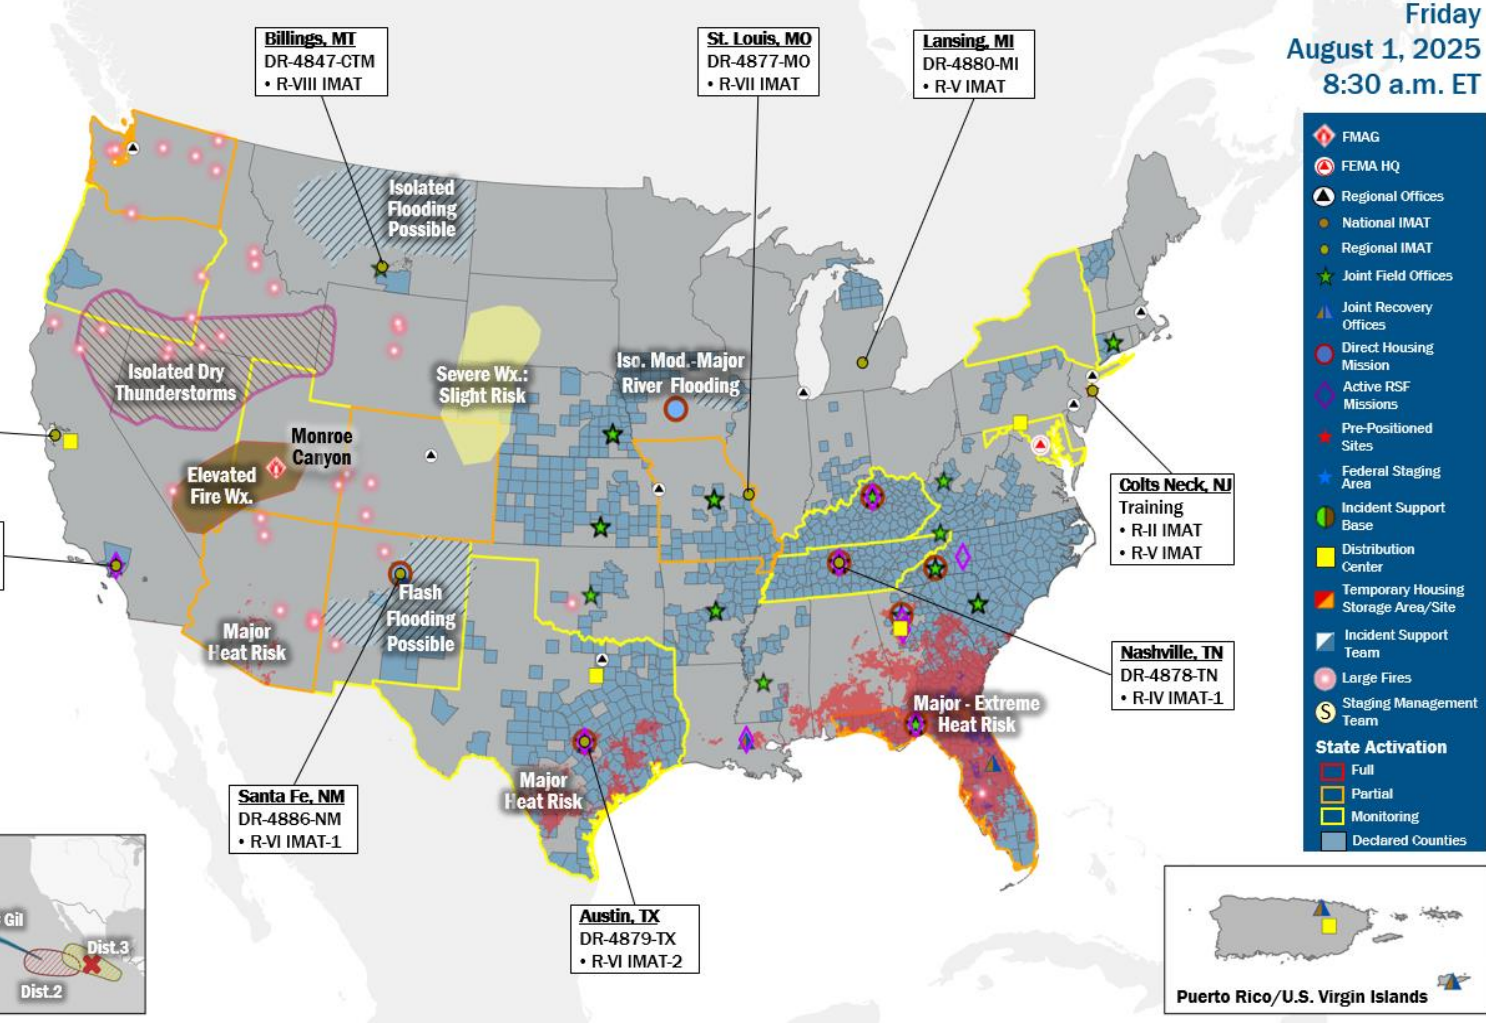 Friday
August 1, 2025
8:30 a.m. ET
Billings, MT
DR-4847-CTM
• R-VIII IMAT
St. Louis, MO
DR-4877-MO
• R-VII IMAT
Lansing, MI
DR-4880-MI
• R-V IMAT
Isolated
Flooding
Possible
Isolated Dry
Thunderstorms
Severe Wx.:
Slight Risk
Iso. Mod.-Major
River Flooding
Monroe
Canyon
Elevated
Fire Wx.
Colts Neck, NJ
Training
• R-II IMAT
• R-V IMAT
Flash
Flooding
Possible
Major
Heat Risk
Nashville, TN
DR-4878-TN
• R-IV IMAT-1
Major - Extreme
Heat Risk
Major
Heat Risk
Santa Fe, NM
DR-4886-NM
• R-VI IMAT-1
Austin, TX
DR-4879-TX
• R-VI IMAT-2
Gil
Dist.3
Dist.2
FMAG
FEMA HQ
Regional Offices
National IMAT
Regional IMAT
Joint Field Offices
Joint Recovery
Offices
Direct Housing
Mission
Active RSF
Missions
Pre-Positioned
Sites
Federal Staging
Area
Incident Support
Base
Distribution
Center
Temporary Housing
Storage Area/Site
Incident Support
Team
Large Fires
S
Staging Management
Team
State Activation
Full
Partial
Monitoring
Declared Counties
Puerto Rico/U.S. Virgin Islands